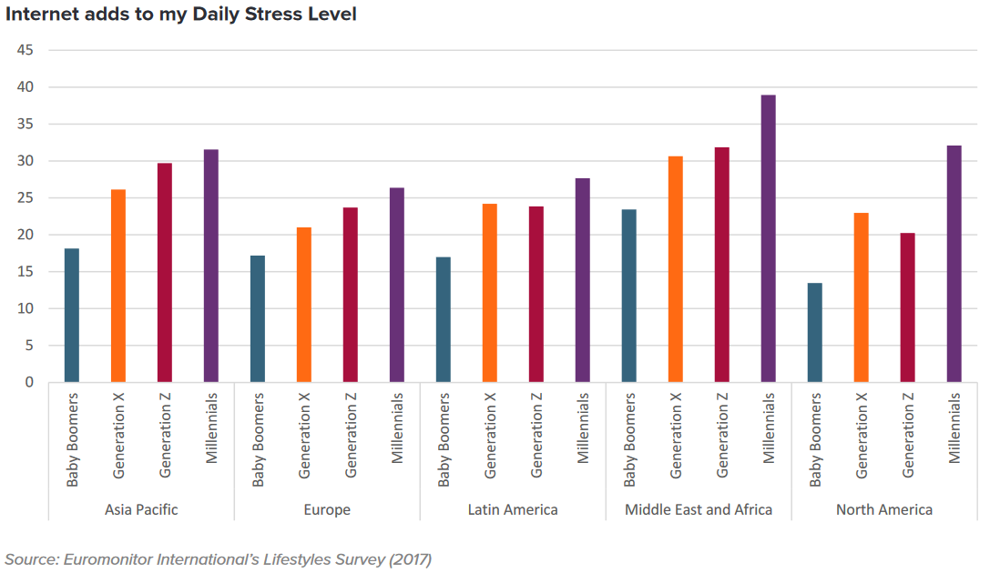 Internet adds to my Daily Stress Level
45
40
35
30
25
20
15
10
5
0
Baby Boomers
Generation X
Generation Z
Millennials
Baby Boomers
Generation X
Generation Z
Millennials
Baby Boomers
Generation X
Generation Z
Millennials
Baby Boomers
Generation X
Generation Z
Millennials
Baby Boomers
Generation X
Generation Z
Millennials
Asia Pacific
Europe
Latin America
Middle East and Africa
North America
Source: Euromonitor International’s Lifestyles Survey (2017)